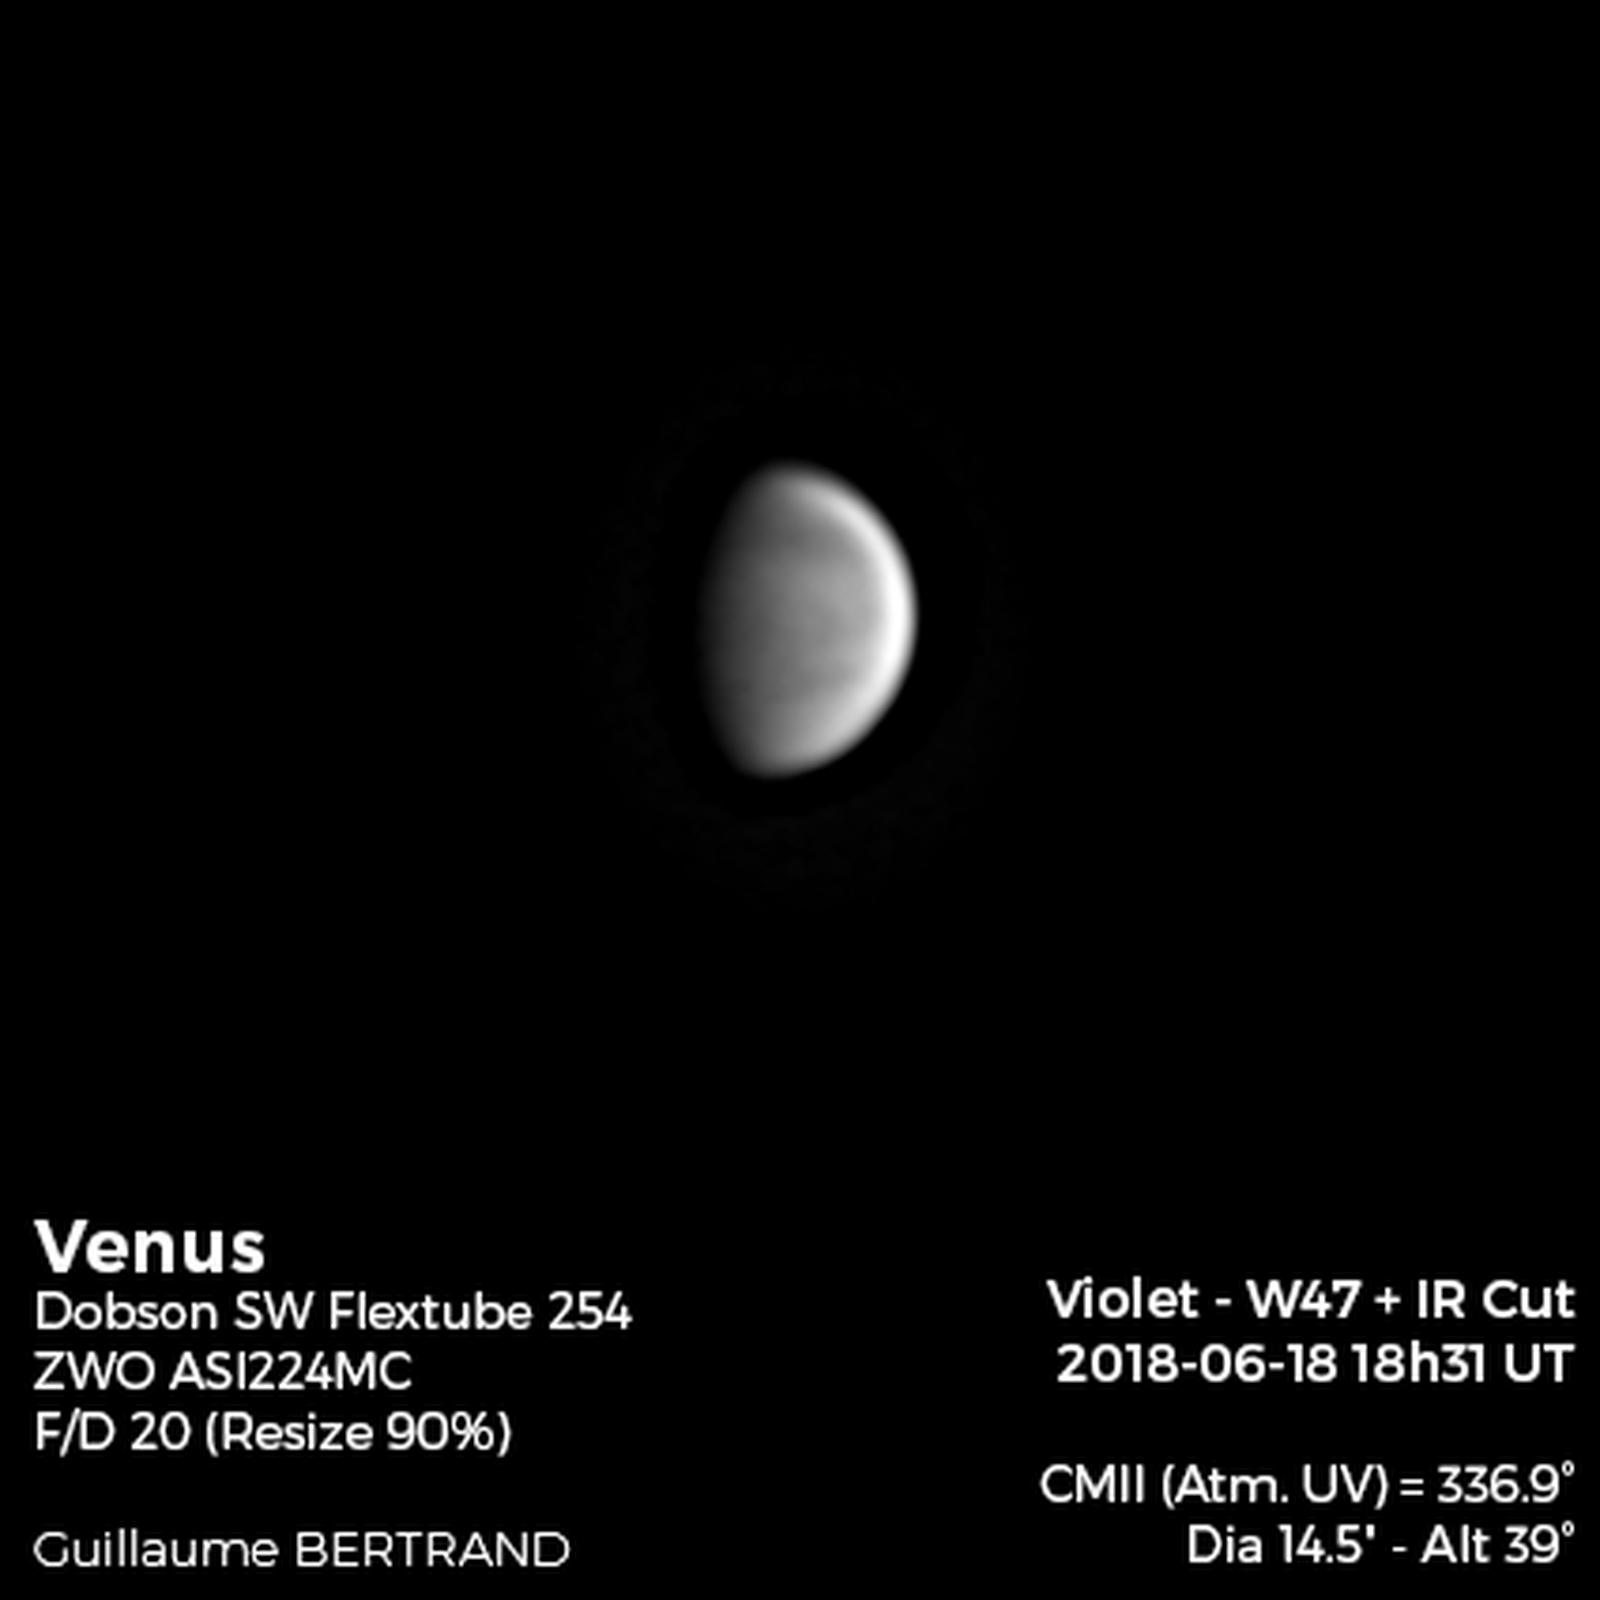 Venus
Dobson SW Flextube 254
ZWO ASI224MC
F/D 20 (Resize 90%)
Guillaume BERTRAND
Violet - W47 + IR Cut
2018-06-18 18h31 UT
CMII (Atm. UV) = 336.9°
Dia 14.5' - Alt 39°